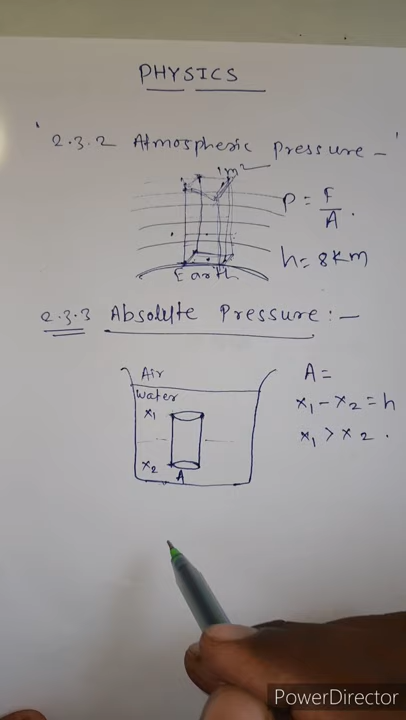 PHYSICS
'2.3.2 Atmospheric Pressure - '
1m²
P = F/A.
h = 8 Km
Earth
2.3.3 Absolute Pressure : -
Air
Water
x₁
x₂
A
A =
x₁ - x₂ = h
x₁ > x₂ .
PowerDirector